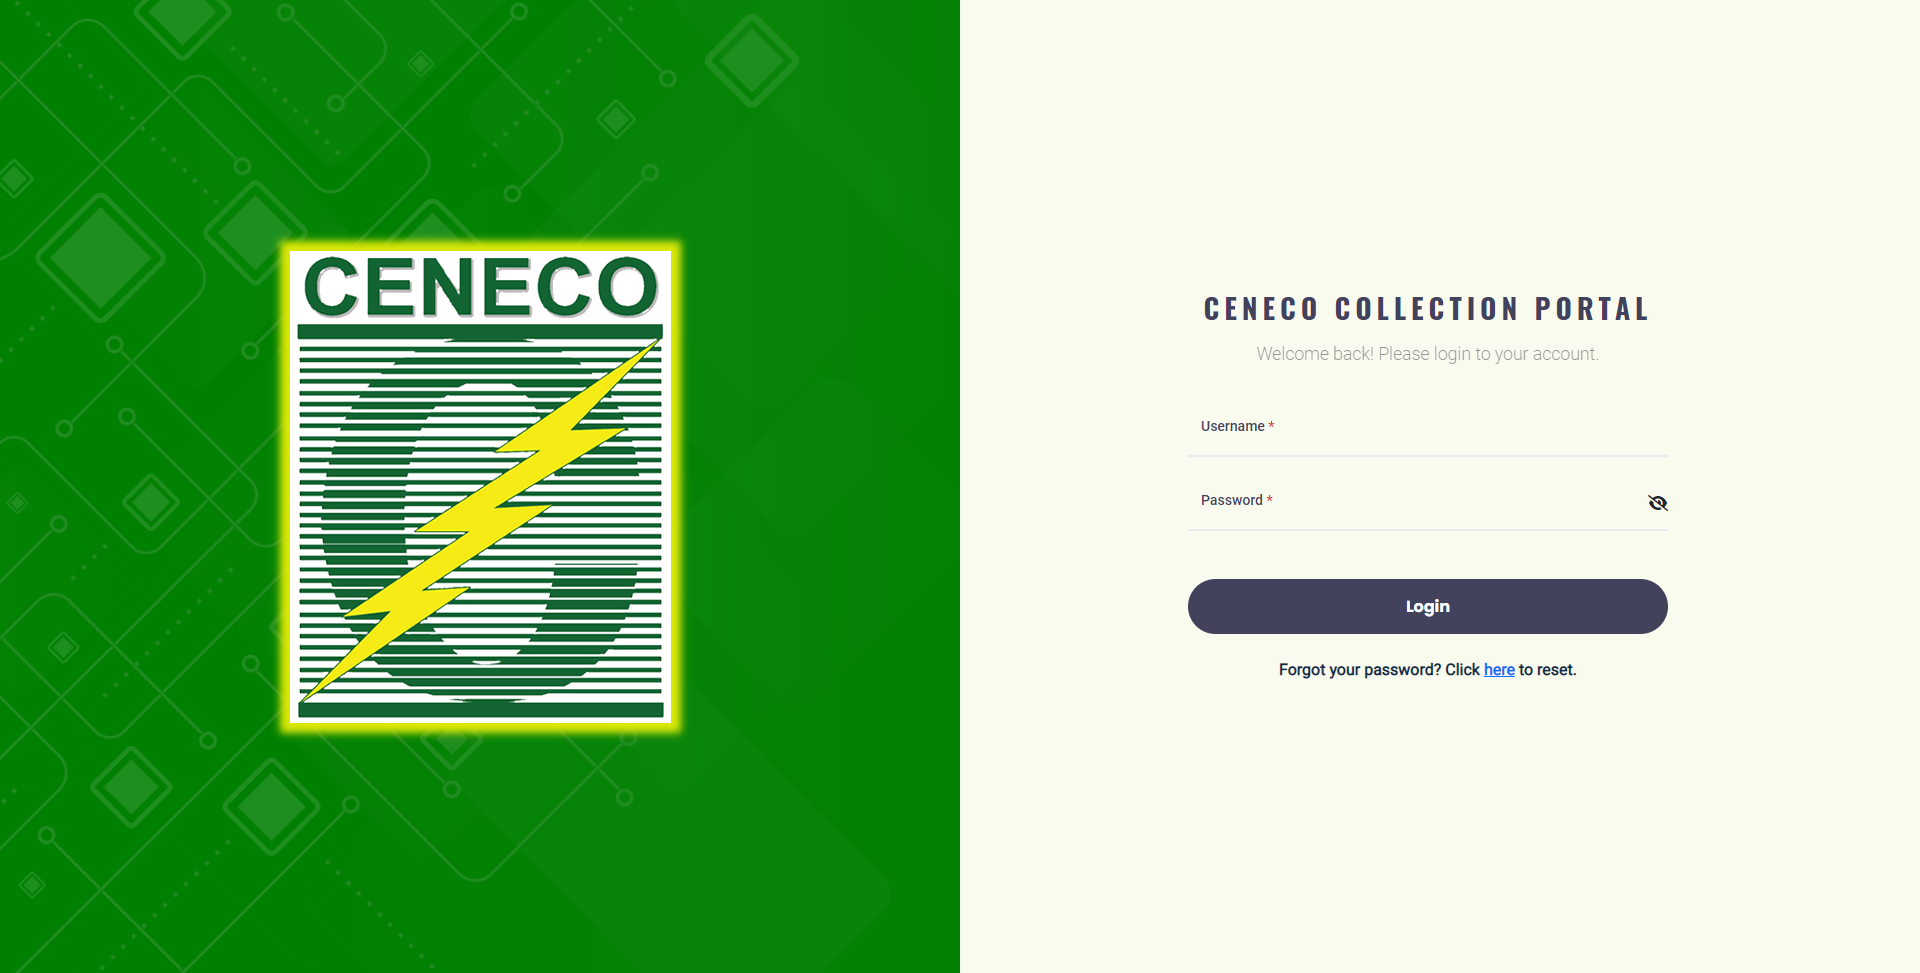 CENECO
CENECO COLLECTION PORTAL
Welcome back! Please login to your account.
Username *
Password *
Login
Forgot your password? Click here to reset.